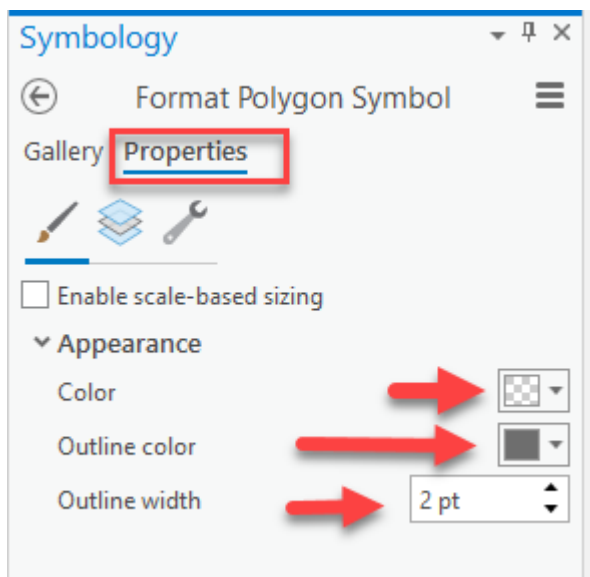 Symbology
Format Polygon Symbol
Gallery Properties
Enable scale-based sizing
Appearance
Color
Outline color
Outline width 2 pt